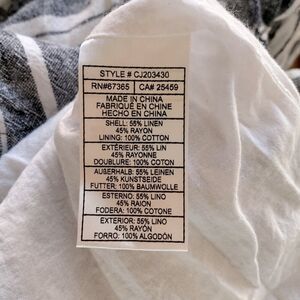 STYLE # CJ203430
RN#67365 CA# 25459
MADE IN CHINA
FABRIQUÉ EN CHINE
HECHO EN CHINA
SHELL: 55% LINEN
45% RAYON
LINING: 100% COTTON
EXTÉRIEUR: 55% LIN
45% RAYONNE
DOUBLURE: 100% COTON
AUßERHALB: 55% LEINEN
45% KUNSTSEIDE
FUTTER: 100% BAUMWOLLE
ESTERNO: 55% LINO
45% RAION
FODERA: 100% COTONE
EXTERIOR: 55% LINO
45% RAYÓN
FORRO: 100% ALGODÓN